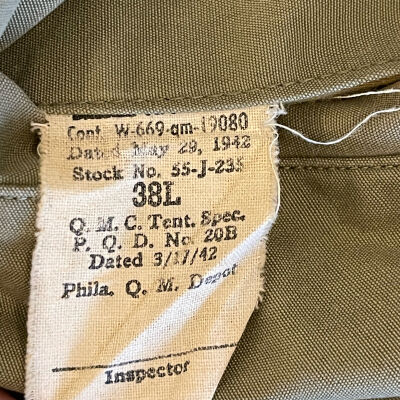 Cont. W-669-qm-19080
Dated May 29, 1942
Stock No. 55-J-235
38L
Q. M. C. Tent. Spec.
P. Q. D. No. 20B
Dated 3/17/42
Phila. Q. M. Depot
Inspector